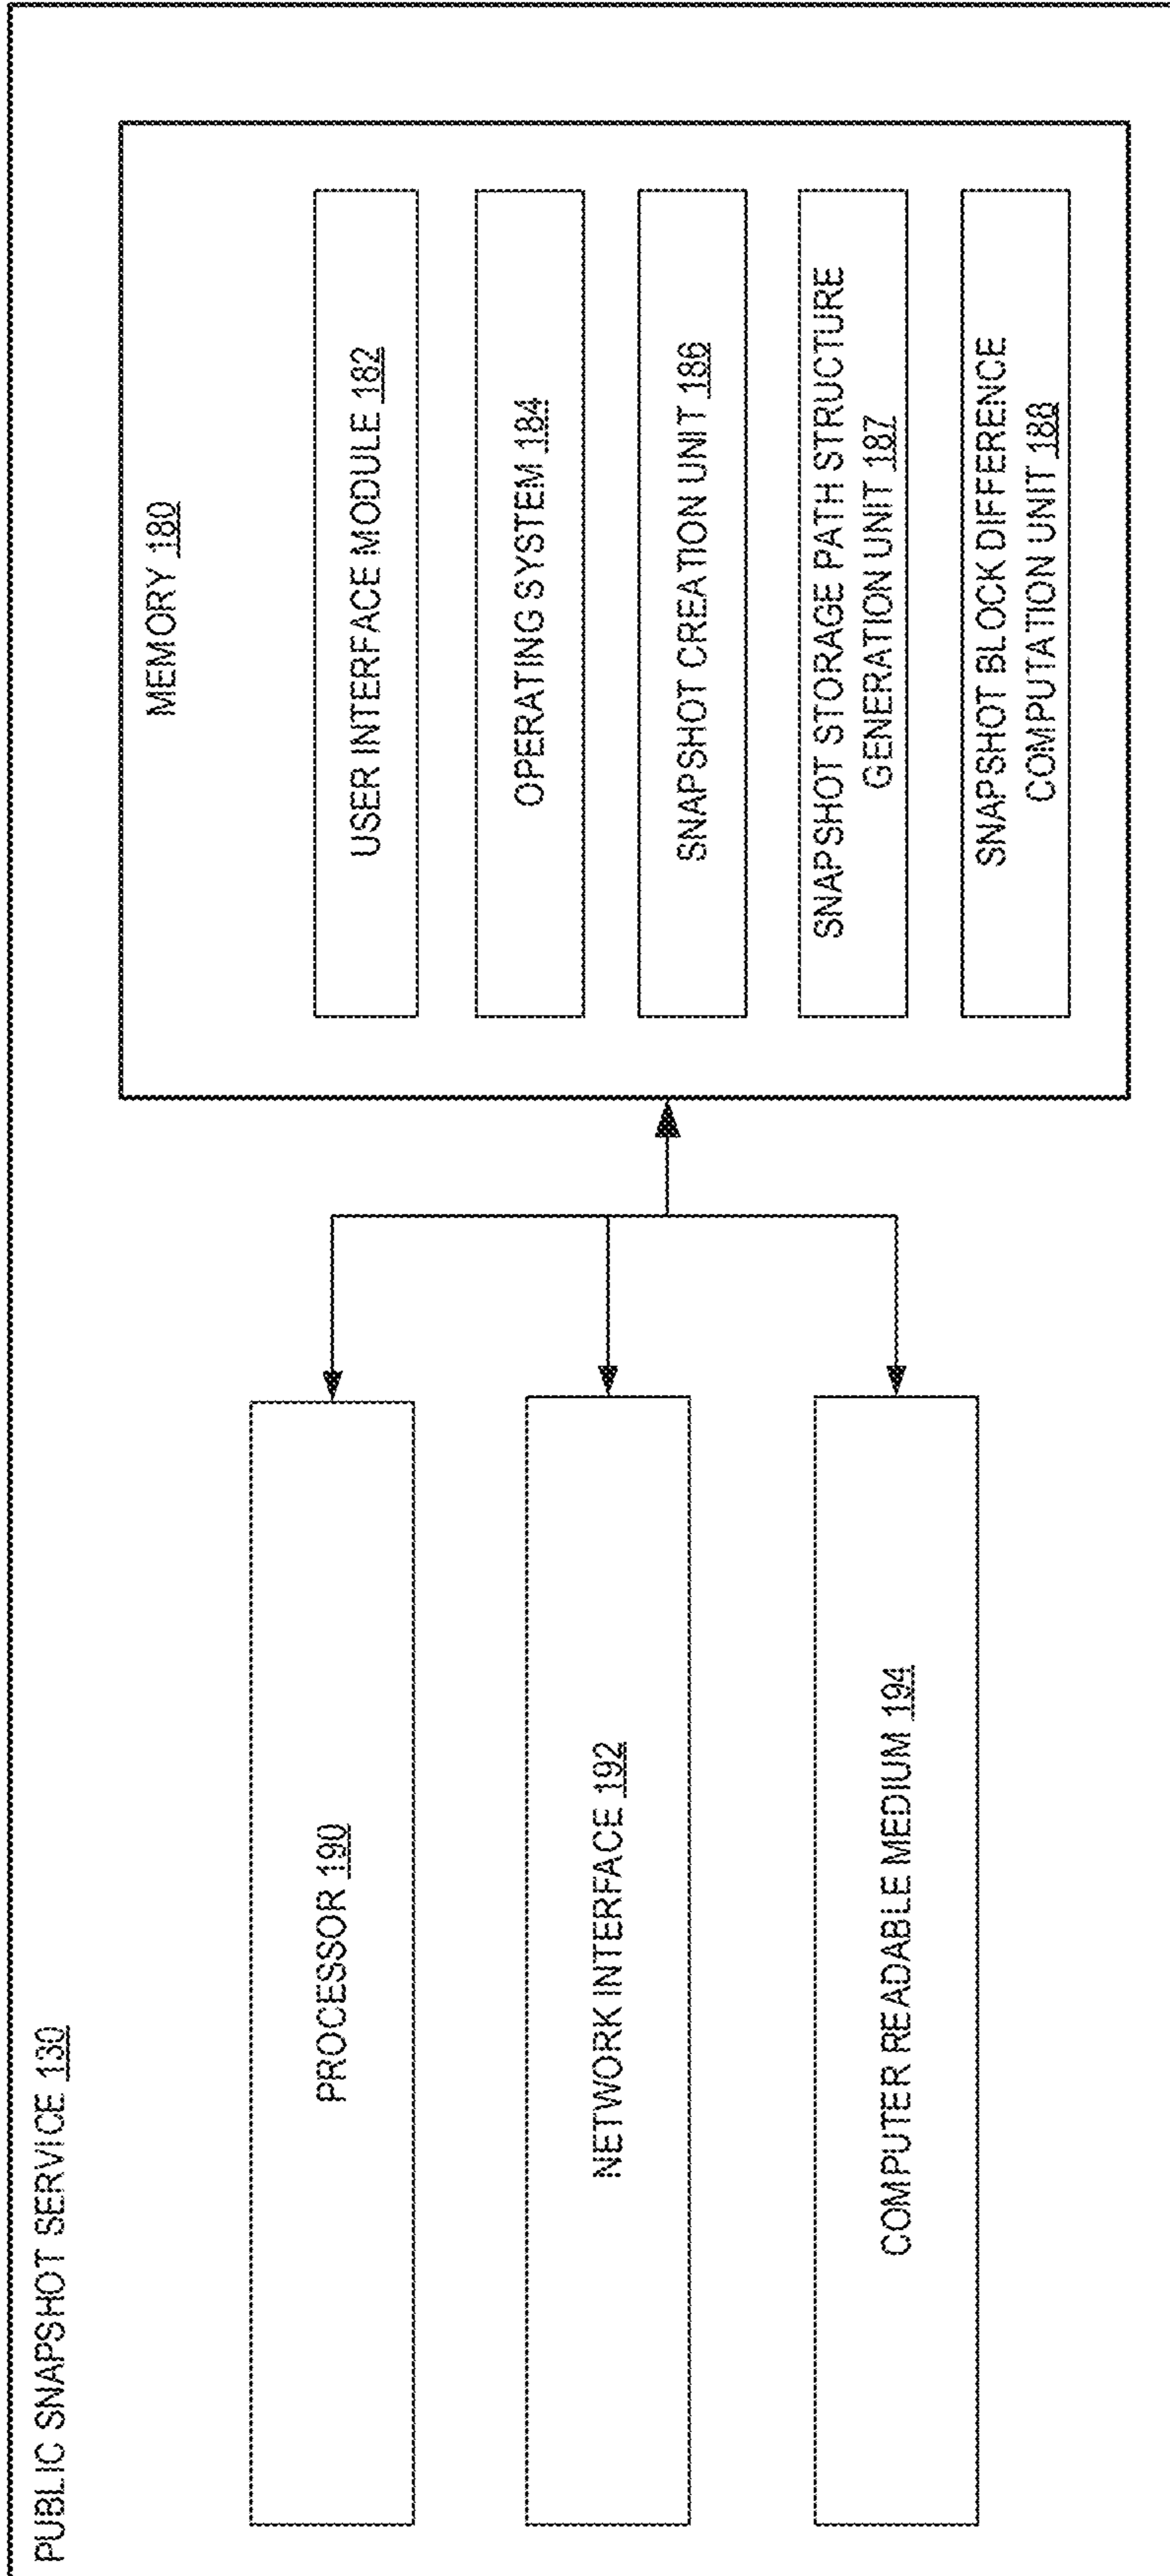 PUBLIC SNAPSHOT SERVICE 130
PROCESSOR 190
NETWORK INTERFACE 192
COMPUTER READABLE MEDIUM 194
MEMORY 180
USER INTERFACE MODULE 182
OPERATING SYSTEM 184
SNAPSHOT CREATION UNIT 186
SNAPSHOT STORAGE PATH STRUCTURE
GENERATION UNIT 187
SNAPSHOT BLOCK DIFFERENCE
COMPUTATION UNIT 188